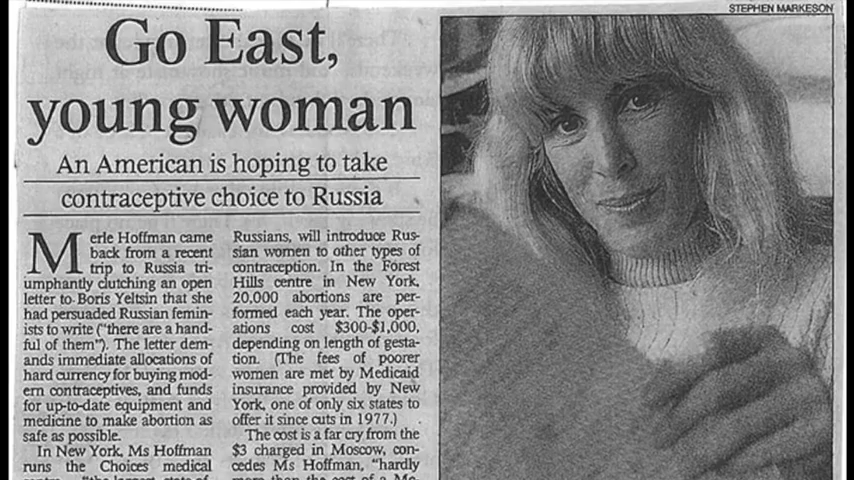 STEPHEN MARKESON
Go East,
young woman
An American is hoping to take
contraceptive choice to Russia
Merle Hoffman came
back from a recent
trip to Russia tri-
umphantly clutching an open
letter to Boris Yeltsin that she
had persuaded Russian femin-
ists to write ("there are a hand-
ful of them"). The letter dem-
ands immediate allocations of
hard currency for buying mod-
ern contraceptives, and funds
for up-to-date equipment and
medicine to make abortion as
safe as possible.
In New York, Ms Hoffman
runs the Choices medical
Russians, will introduce Rus-
sian women to other types of
contraception. In the Forest
Hills centre in New York,
20,000 abortions are per-
formed each year. The oper-
ations cost $300-$1,000,
depending on length of gesta-
tion. (The fees of poorer
women are met by Medicaid
insurance provided by New
York, one of only six states to
offer it since cuts in 1977.)
The cost is a far cry from the
$3 charged in Moscow, con-
cedes Ms Hoffman, "hardly